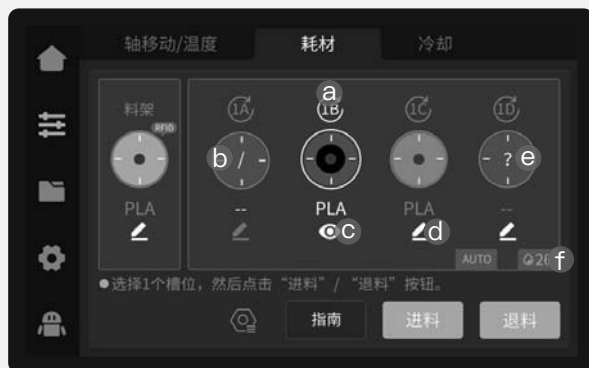 轴移动/温度 耗材 冷却
a
料架 1A 1B 1C 1D
RFID
b / ? e
PLA -- PLA PLA --
c d
AUTO 20 f
●选择1个槽位，然后点击“进料”/“退料”按钮。
指南 进料 退料